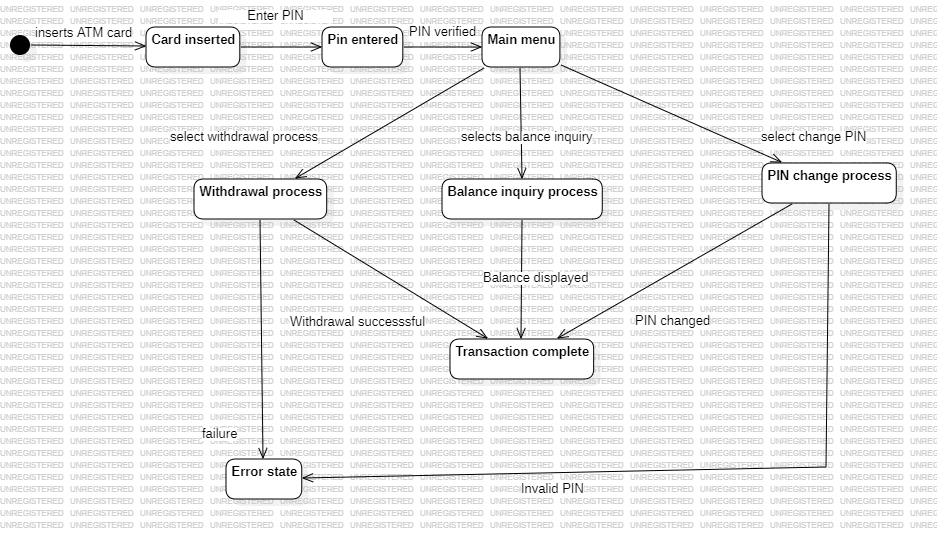 Enter PIN
inserts ATM card
PIN verified
Card inserted
Pin entered
Main menu
select withdrawal process
selects balance inquiry
select change PIN
Withdrawal process
Balance inquiry process
PIN change process
Balance displayed
Withdrawal successsful
PIN changed
Transaction complete
failure
Error state
Invalid PIN
UNREGISTERED